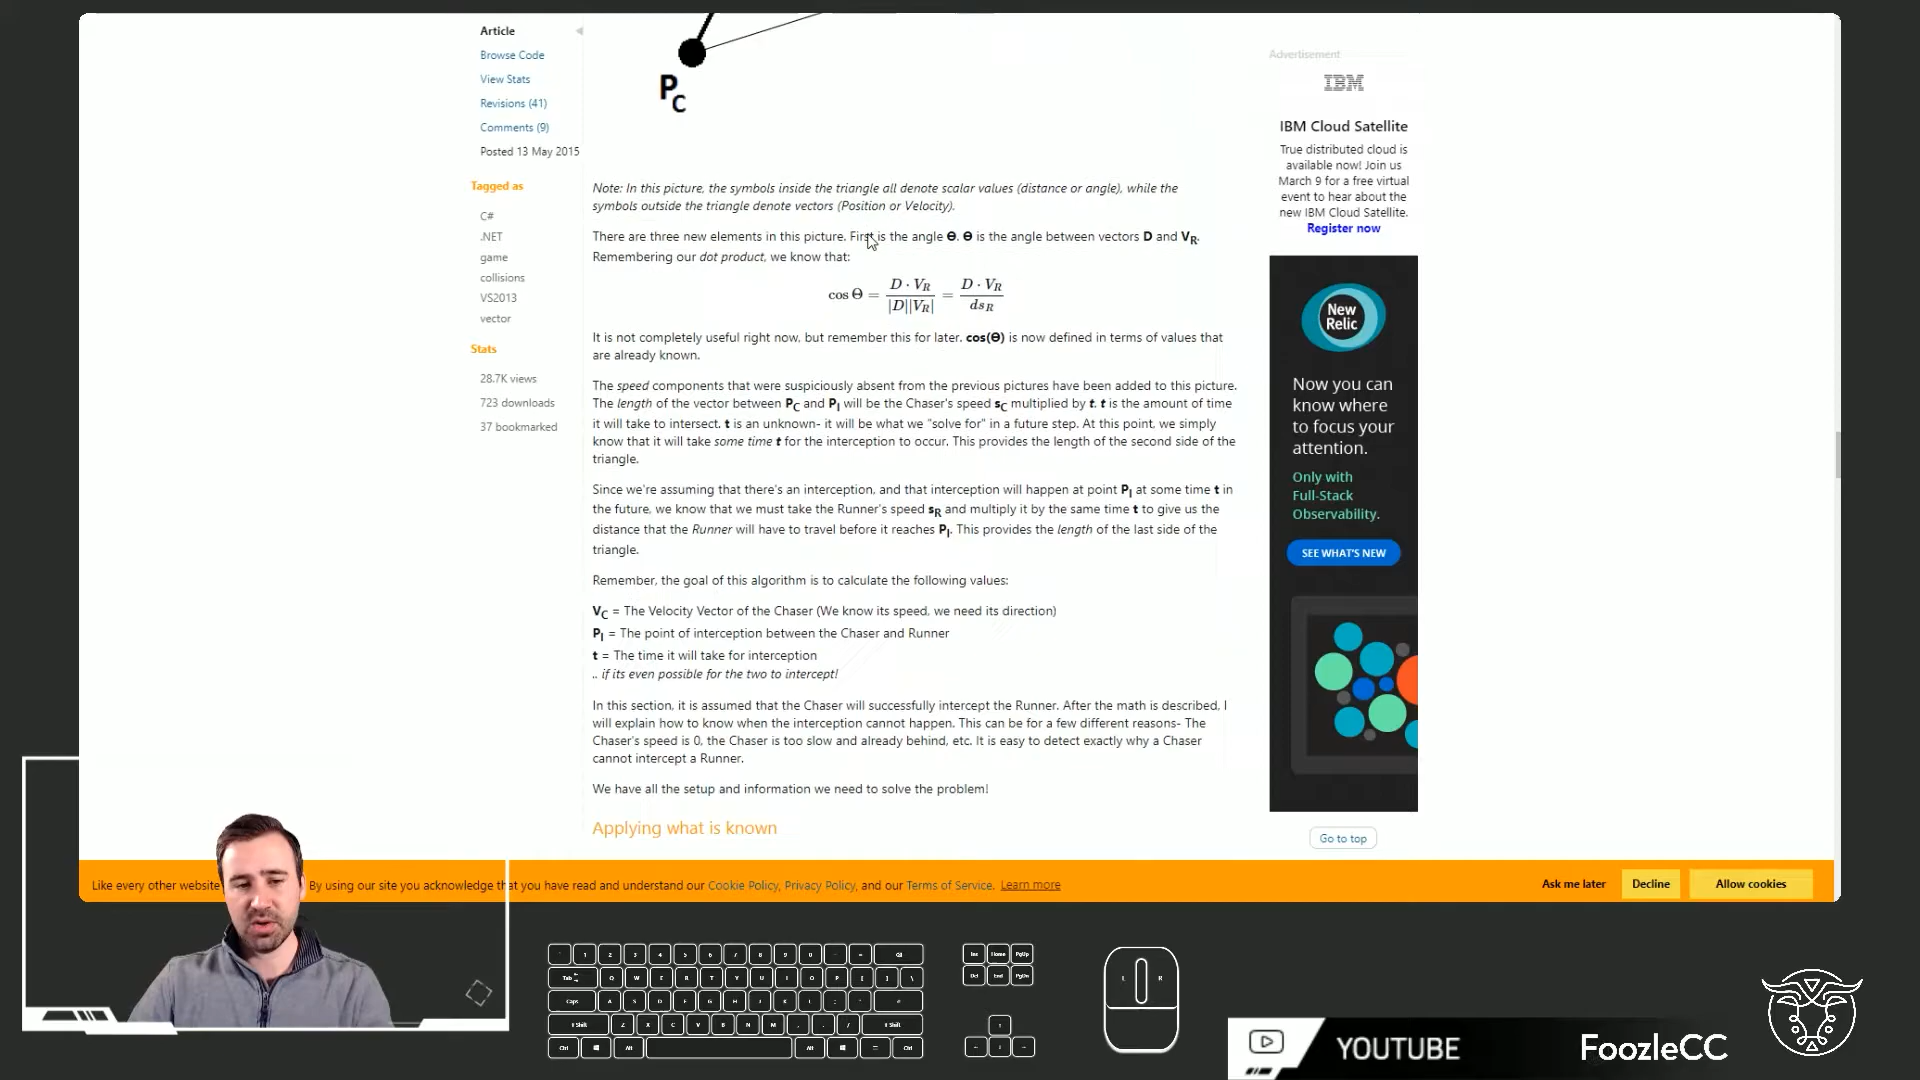 Article
Browse Code
View Stats
Revisions (41)
Comments (9)
Posted 13 May 2015
Tagged as
C#
.NET
game
collisions
VS2013
vector
Stats
28.7K views
723 downloads
37 bookmarked
PC
Note: In this picture, the symbols inside the triangle all denote scalar values (distance or angle), while the
symbols outside the triangle denote vectors (Position or Velocity).
There are three new elements in this picture. First is the angle Θ. Θ is the angle between vectors D and VR.
Remembering our dot product, we know that:
cos Θ = D · VR / |D||VR| = D · VR / dsR
It is not completely useful right now, but remember this for later. cos(Θ) is now defined in terms of values that
are already known.
The speed components that were suspiciously absent from the previous pictures have been added to this picture.
The length of the vector between PC and PI will be the Chaser's speed sC multiplied by t. t is the amount of time
it will take to intersect. t is an unknown- it will be what we "solve for" in a future step. At this point, we simply
know that it will take some time t for the interception to occur. This provides the length of the second side of the
triangle.
Since we're assuming that there's an interception, and that interception will happen at point PI at some time t in
the future, we know that we must take the Runner's speed sR and multiply it by the same time t to give us the
distance that the Runner will have to travel before it reaches PI. This provides the length of the last side of the
triangle.
Remember, the goal of this algorithm is to calculate the following values:
VC = The Velocity Vector of the Chaser (We know its speed, we need its direction)
PI = The point of interception between the Chaser and Runner
t = The time it will take for interception
.. if its even possible for the two to intercept!
In this section, it is assumed that the Chaser will successfully intercept the Runner. After the math is described, I
will explain how to know when the interception cannot happen. This can be for a few different reasons- The
Chaser's speed is 0, the Chaser is too slow and already behind, etc. It is easy to detect exactly why a Chaser
cannot intercept a Runner.
We have all the setup and information we need to solve the problem!
Applying what is known
Advertisement
IBM
IBM Cloud Satellite
True distributed cloud is
available now! Join us
March 9 for a free virtual
event to hear about the
new IBM Cloud Satellite.
Register now
New
Relic
Now you can
know where
to focus your
attention.
Only with
Full-Stack
Observability.
SEE WHAT'S NEW
Go to top
Like every other website
By using our site you acknowledge that you have read and understand our Cookie Policy, Privacy Policy, and our Terms of Service. Learn more
Ask me later
Decline
Allow cookies
1 2 3 4 5 6 7 8 9 0 - =
Tab Q W E R T Y U I O P [ ] \
Caps A S D F G H J K L ; '
Shift Z X C V B N M , . / Shift
Ctrl Alt Alt Ctrl
Ins Home PgUp
Del End PgDn
L R
YOUTUBE
FoozleCC